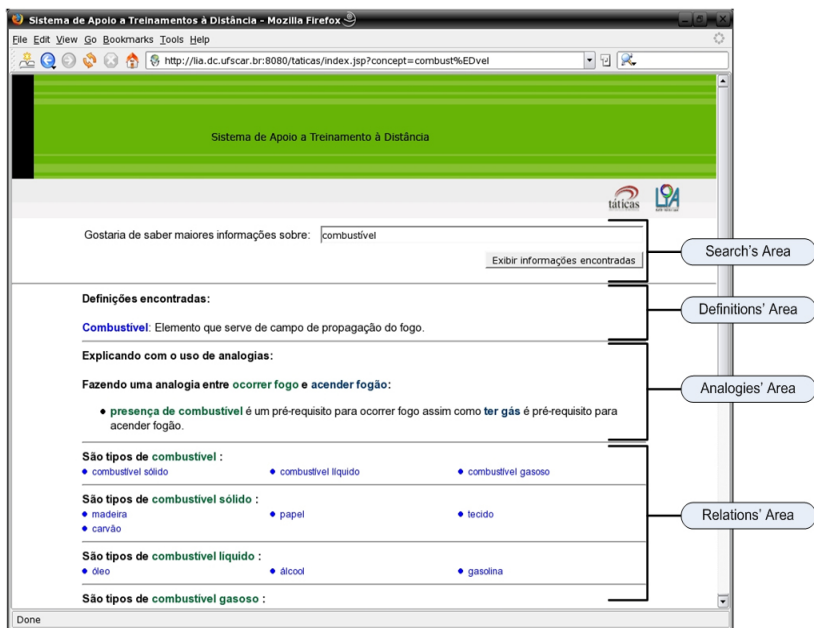 Sistema de Apoio a Treinamentos à Distância - Mozilla Firefox
File Edit View Go Bookmarks Tools Help
http://lia.dc.ufscar.br:8080/taticas/index.jsp?concept=combust%EDvel
Sistema de Apoio a Treinamento à Distância
táticas LIA
Gostaria de saber maiores informações sobre: combustível
Exibir informações encontradas
Search's Area
Definições encontradas:
Combustível: Elemento que serve de campo de propagação do fogo.
Definitions' Area
Explicando com o uso de analogias:
Fazendo uma analogia entre ocorrer fogo e acender fogão:
• presença de combustível é um pré-requisito para ocorrer fogo assim como ter gás é pré-requisito para
acender fogão.
Analogies' Area
São tipos de combustível :
• combustível sólido • combustível líquido • combustível gasoso
São tipos de combustível sólido :
• madeira • papel • tecido
• carvão
São tipos de combustível líquido :
• óleo • álcool • gasolina
São tipos de combustível gasoso :
Relations' Area
Done